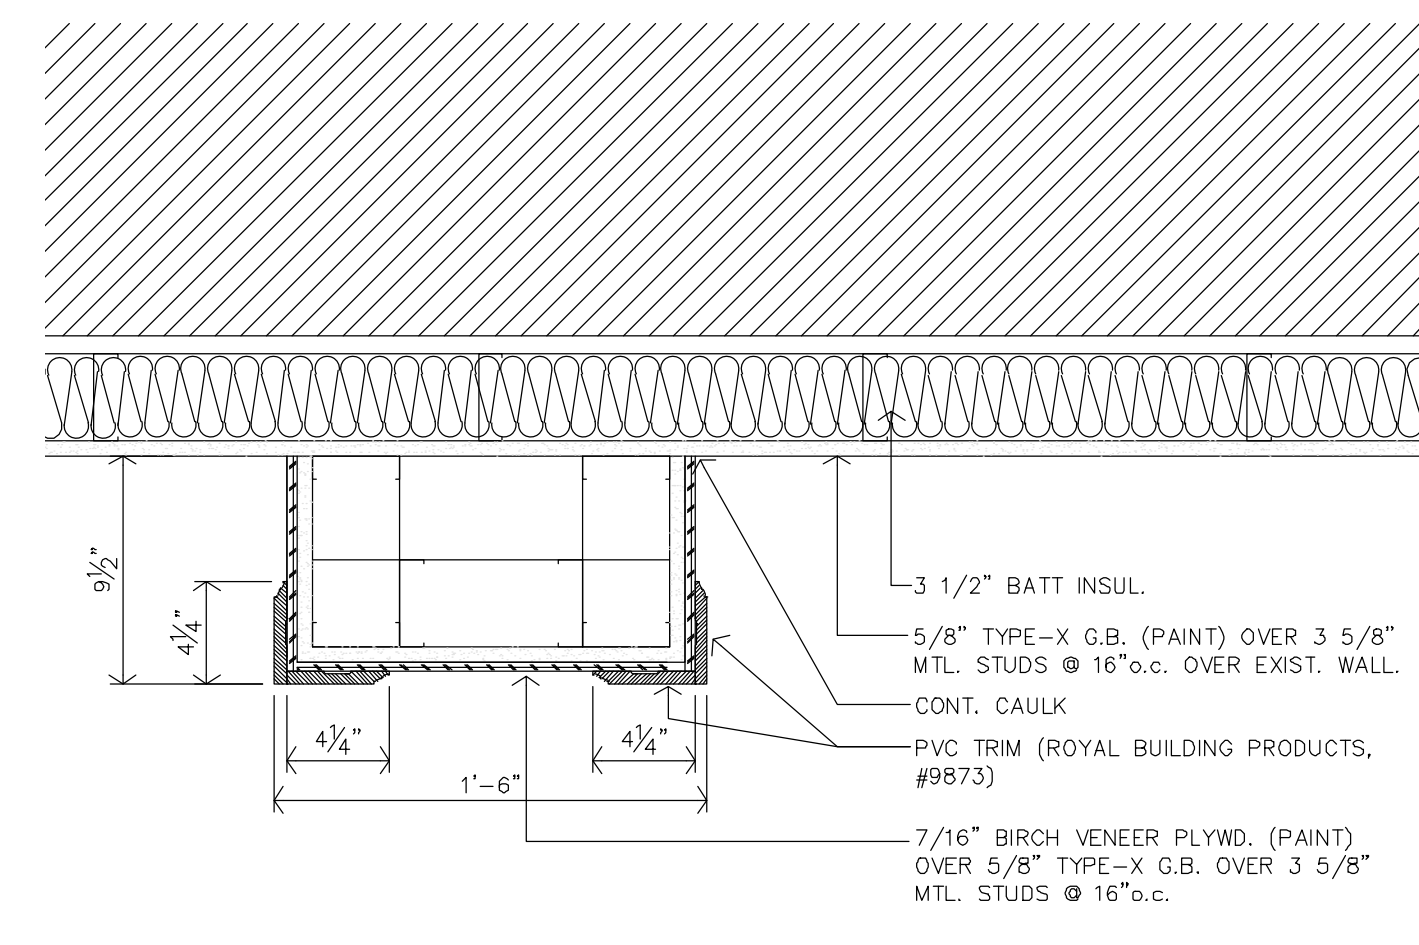 9½"
4¼"
4¼"
4¼"
1'-6"
3 1/2" BATT INSUL.
5/8" TYPE-X G.B. (PAINT) OVER 3 5/8"
MTL. STUDS @ 16"o.c. OVER EXIST. WALL.
CONT. CAULK
PVC TRIM (ROYAL BUILDING PRODUCTS,
#9873)
7/16" BIRCH VENEER PLYWD. (PAINT)
OVER 5/8" TYPE-X G.B. OVER 3 5/8"
MTL. STUDS @ 16"o.c.